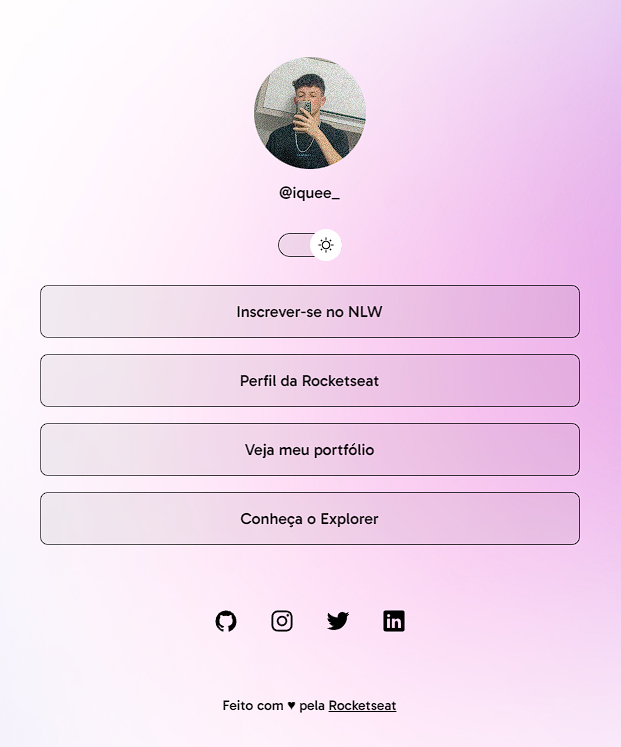 @iquee_
Inscrever-se no NLW
Perfil da Rocketseat
Veja meu portfólio
Conheça o Explorer
Feito com ♥ pela Rocketseat